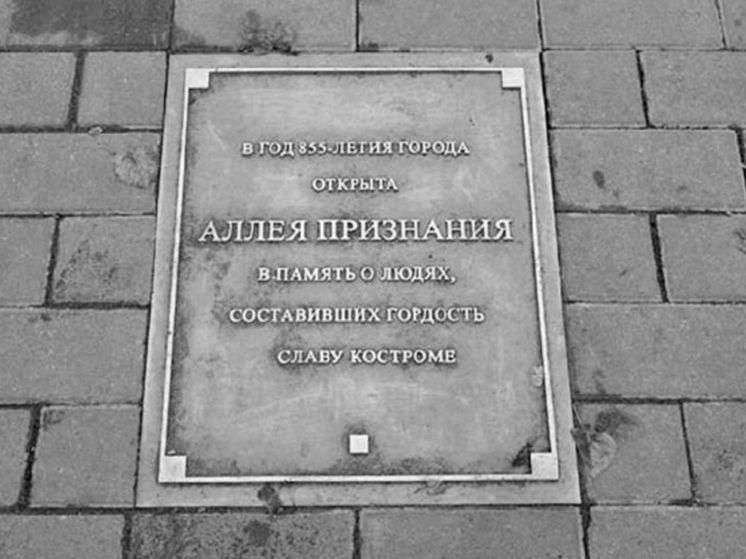 В ГОД 855-ЛЕТИЯ ГОРОДА
ОТКРЫТА
АЛЛЕЯ ПРИЗНАНИЯ
В ПАМЯТЬ О ЛЮДЯХ,
СОСТАВИВШИХ ГОРДОСТЬ
СЛАВУ КОСТРОМЕ